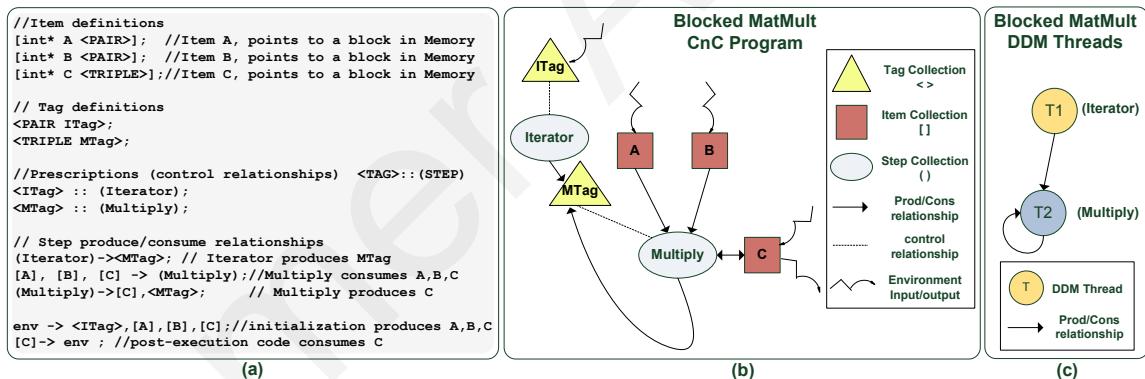 //Item definitions
[int* A <PAIR>];  //Item A, points to a block in Memory
[int* B <PAIR>];  //Item B, points to a block in Memory
[int* C <TRIPLE>];//Item C, points to a block in Memory
// Tag definitions
<PAIR ITag>;
<TRIPLE MTag>;
//Prescriptions (control relationships)  <TAG>::(STEP)
<ITag> :: (Iterator);
<MTag> :: (Multiply);
// Step produce/consume relationships
(Iterator)-><MTag>; // Iterator produces MTag
[A], [B], [C] -> (Multiply);//Multiply consumes A,B,C
(Multiply)->[C],<MTag>;     // Multiply produces C
env -> <ITag>,[A],[B],[C];//initialization produces A,B,C
[C]-> env ; //post-execution code consumes C
(a)
Blocked MatMult
CnC Program
ITag
Iterator
MTag
A
B
Multiply
C
Tag Collection
< >
Item Collection
[ ]
Step Collection
( )
Prod/Cons
relationship
control
relationship
Environment
Input/output
(b)
Blocked MatMult
DDM Threads
T1
(Iterator)
T2
(Multiply)
T
DDM Thread
Prod/Cons
relationship
(c)